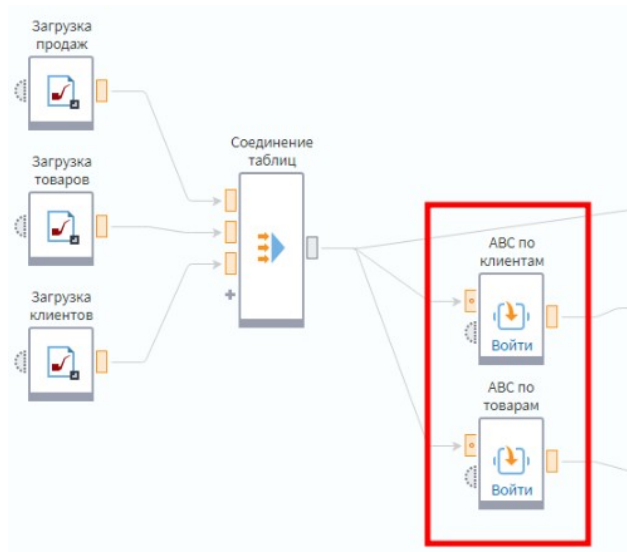 Загрузка
продаж
Загрузка
товаров
Загрузка
клиентов
Соединение
таблиц
ABC по
клиентам
Войти
ABC по
товарам
Войти